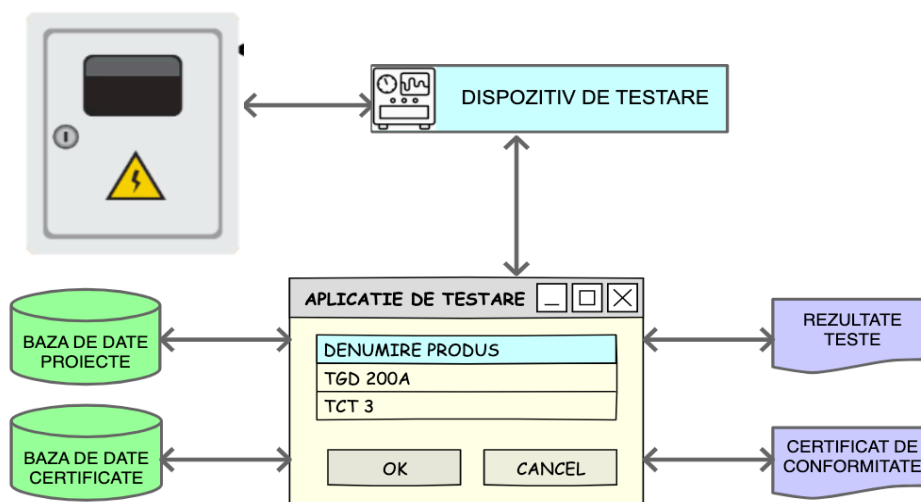 DISPOZITIV DE TESTARE
APLICATIE DE TESTARE
BAZA DE DATE
PROIECTE
DENUMIRE PRODUS
TGD 200A
TCT 3
REZULTATE
TESTE
BAZA DE DATE
CERTIFICATE
OK
CANCEL
CERTIFICAT DE
CONFORMITATE